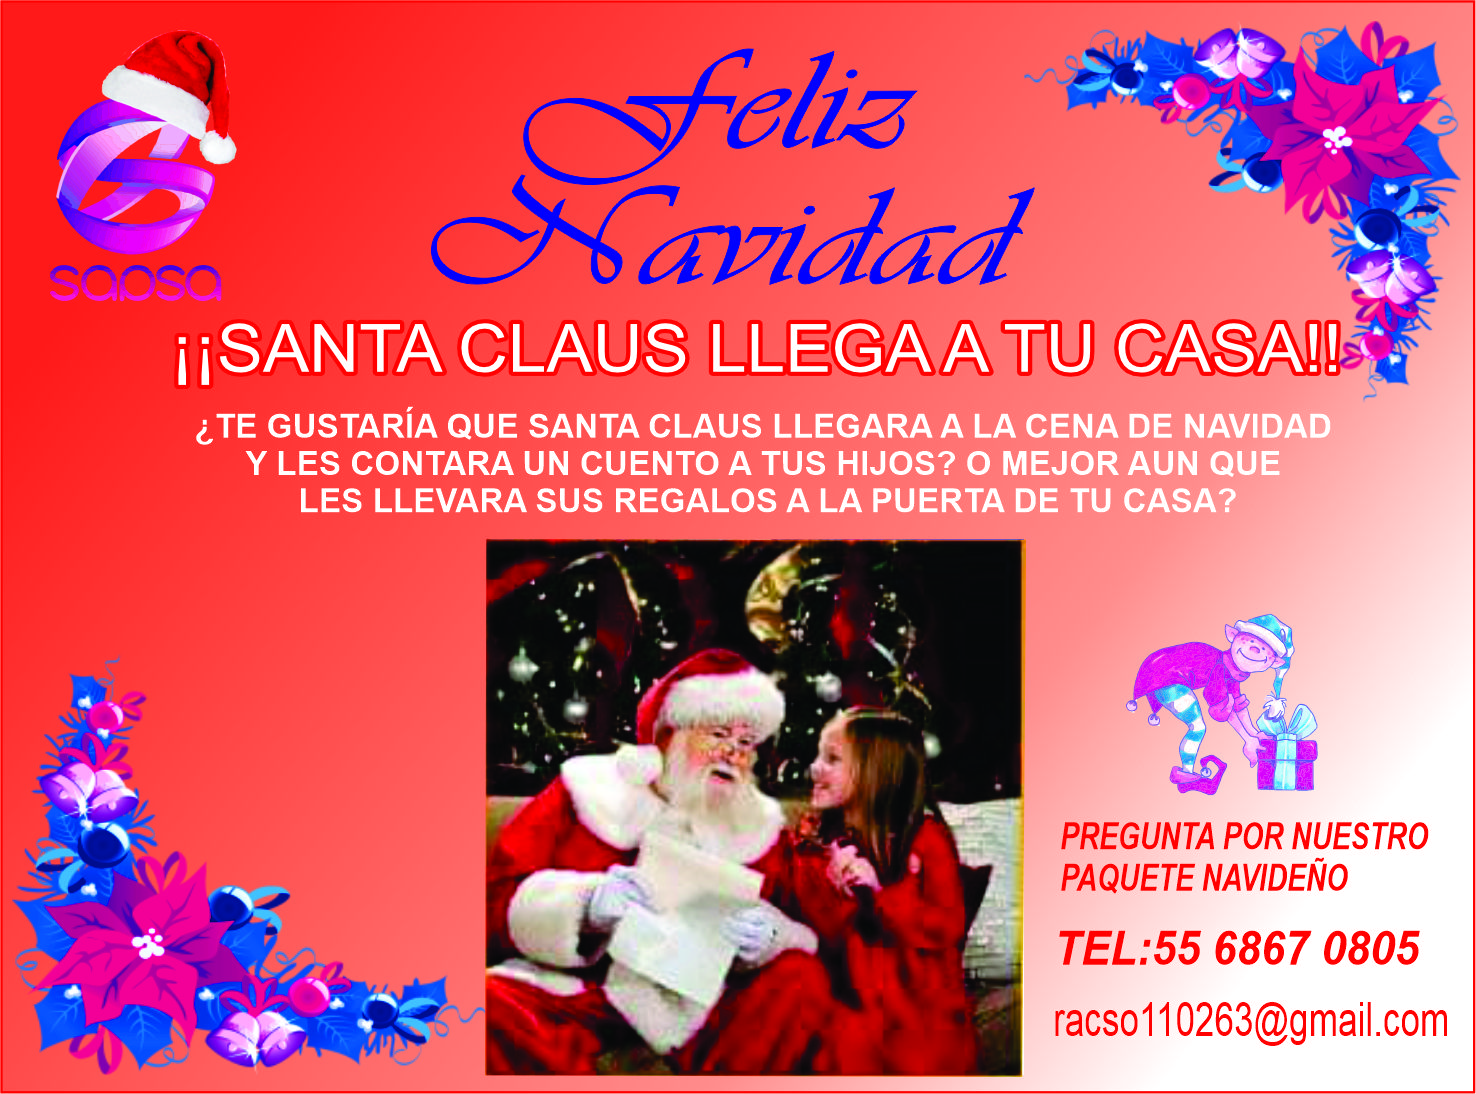 Feliz
Navidad
sapsa
¡¡SANTA CLAUS LLEGA A TU CASA!!
¿TE GUSTARÍA QUE SANTA CLAUS LLEGARA A LA CENA DE NAVIDAD
Y LES CONTARA UN CUENTO A TUS HIJOS? O MEJOR AUN QUE
LES LLEVARA SUS REGALOS A LA PUERTA DE TU CASA?
PREGUNTA POR NUESTRO
PAQUETE NAVIDEÑO
TEL:55 6867 0805
racso110263@gmail.com